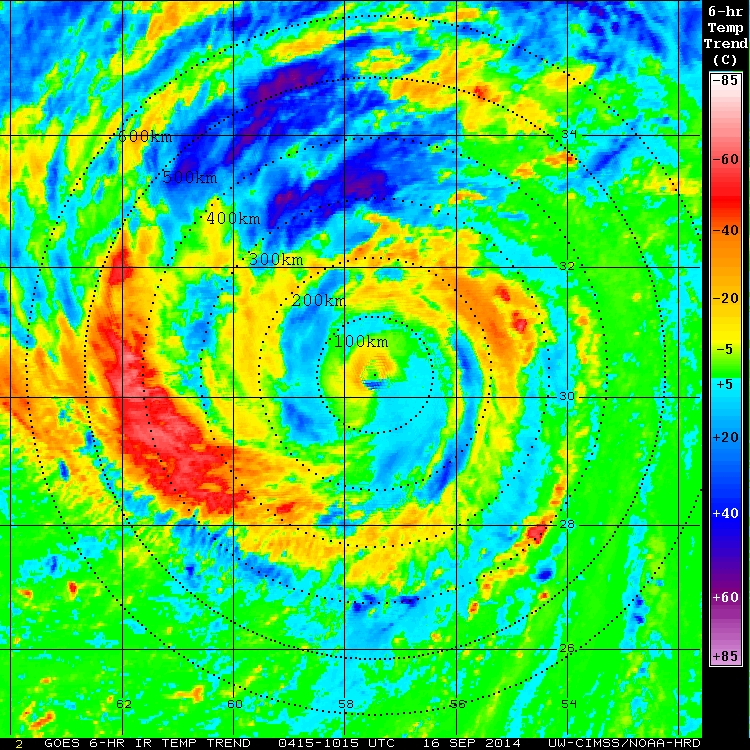 6-hr
Temp
Trend
(C)
-85
-60
-40
-20
-5
+5
+20
+40
+60
+85
600km
500km
400km
300km
200km
100km
34
32
30
28
26
62 60 58 56 54
2 GOES 6-HR IR TEMP TREND 0415-1015 UTC 16 SEP 2014 UW-CIMSS/NOAA-HRD